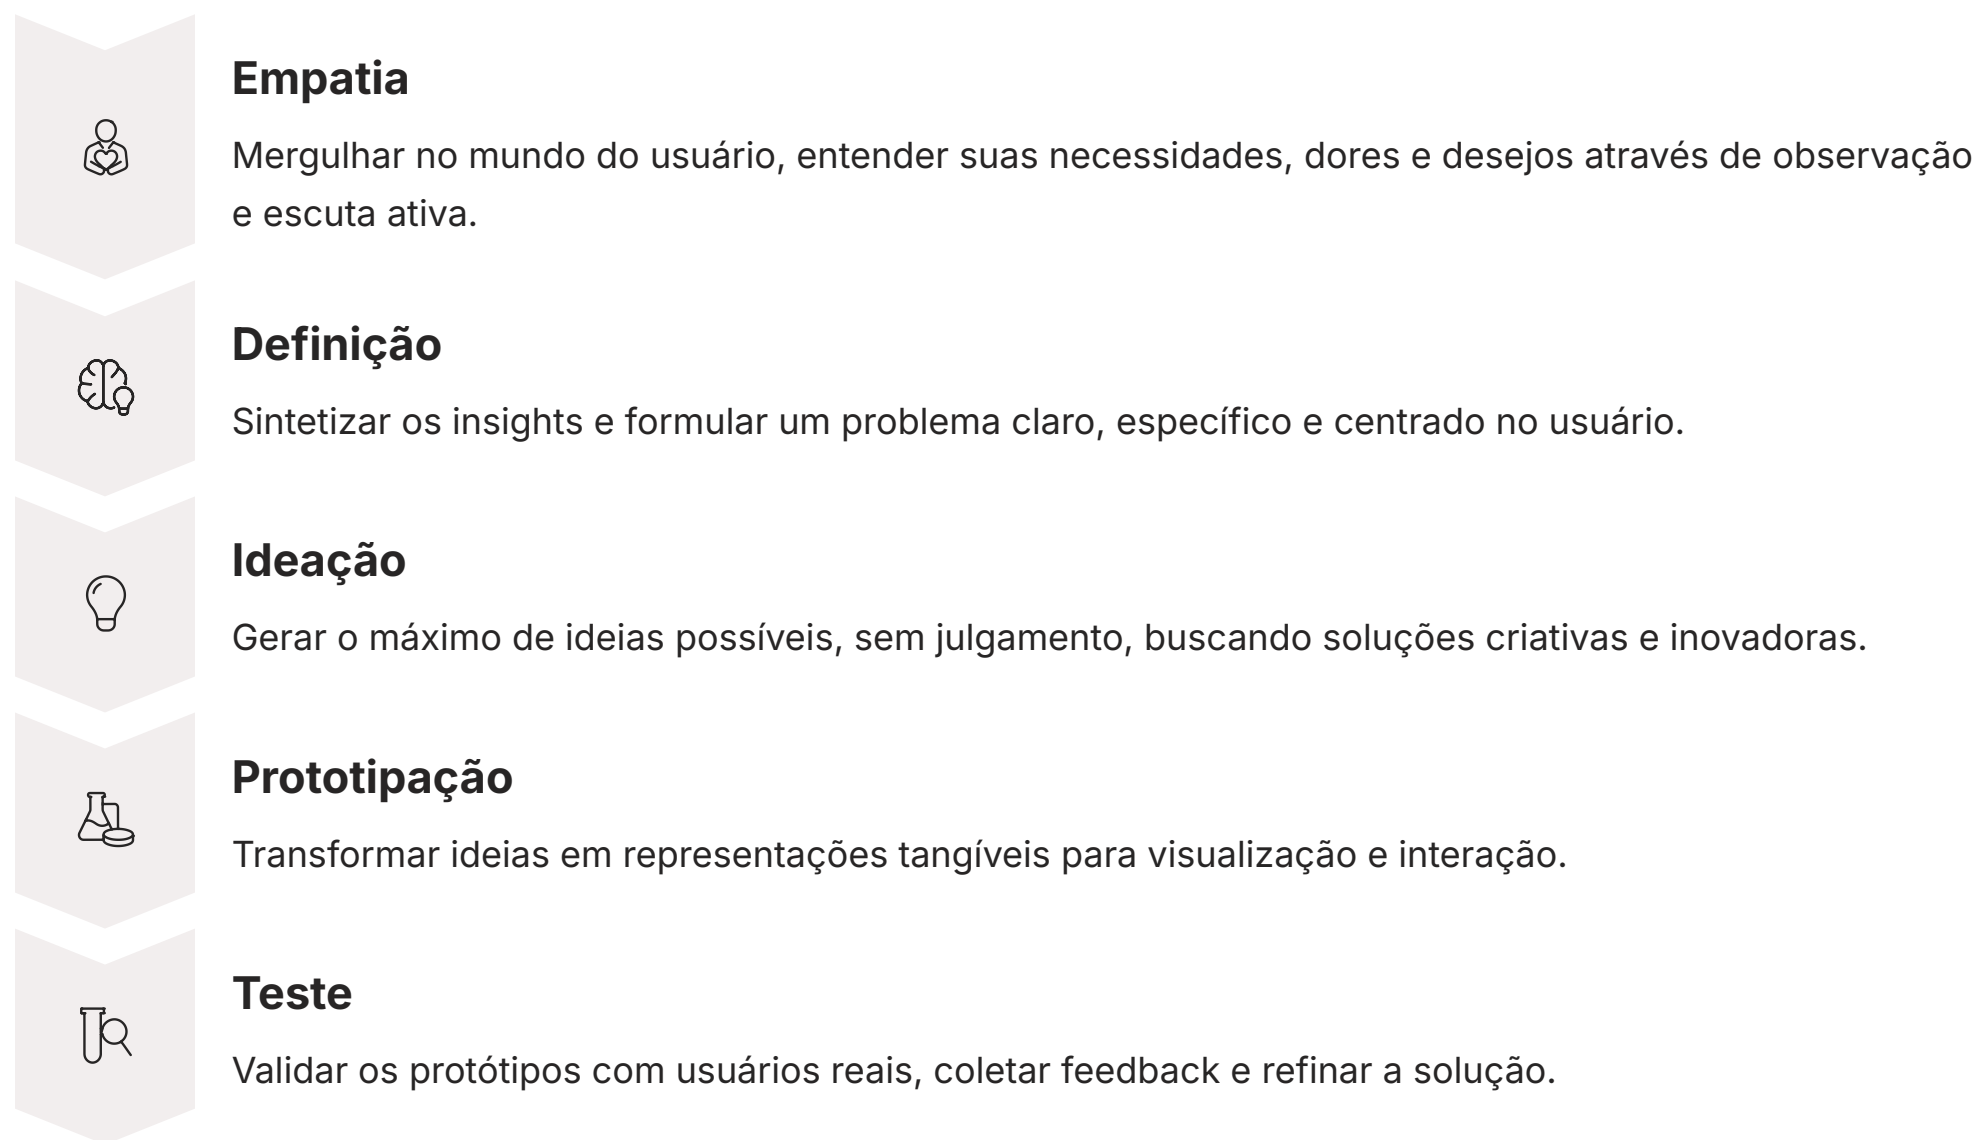 Empatia
Mergulhar no mundo do usuário, entender suas necessidades, dores e desejos através de observação
e escuta ativa.
Definição
Sintetizar os insights e formular um problema claro, específico e centrado no usuário.
Ideação
Gerar o máximo de ideias possíveis, sem julgamento, buscando soluções criativas e inovadoras.
Prototipação
Transformar ideias em representações tangíveis para visualização e interação.
Teste
Validar os protótipos com usuários reais, coletar feedback e refinar a solução.